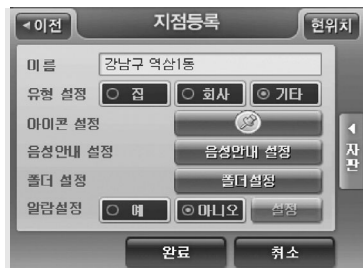 ◀이전 지점등록 현위치
이름 강남구 역삼1동
유형 설정 집 회사 기타
아이콘 설정
음성안내 설정 음성안내 설정
폴더 설정 폴더설정
알람설정 예 아니오 설정
완료 취소
◀자판